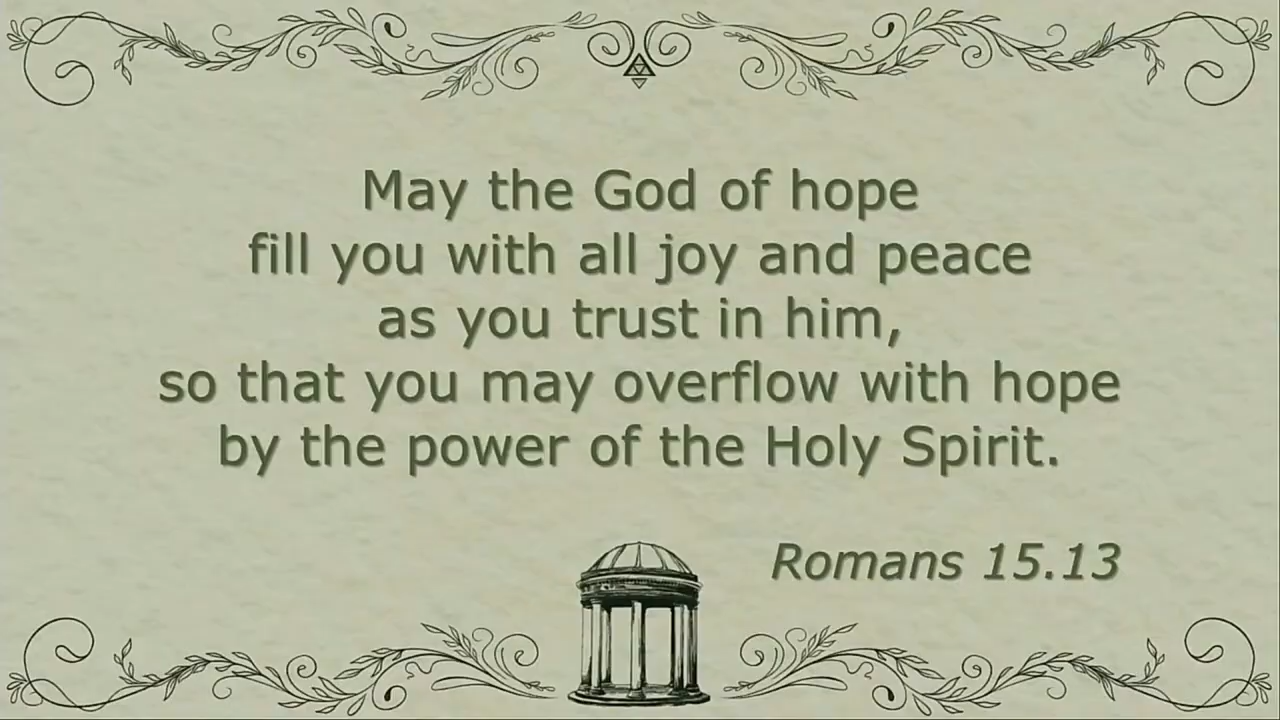 May the God of hope
fill you with all joy and peace
as you trust in him,
so that you may overflow with hope
by the power of the Holy Spirit.
Romans 15.13